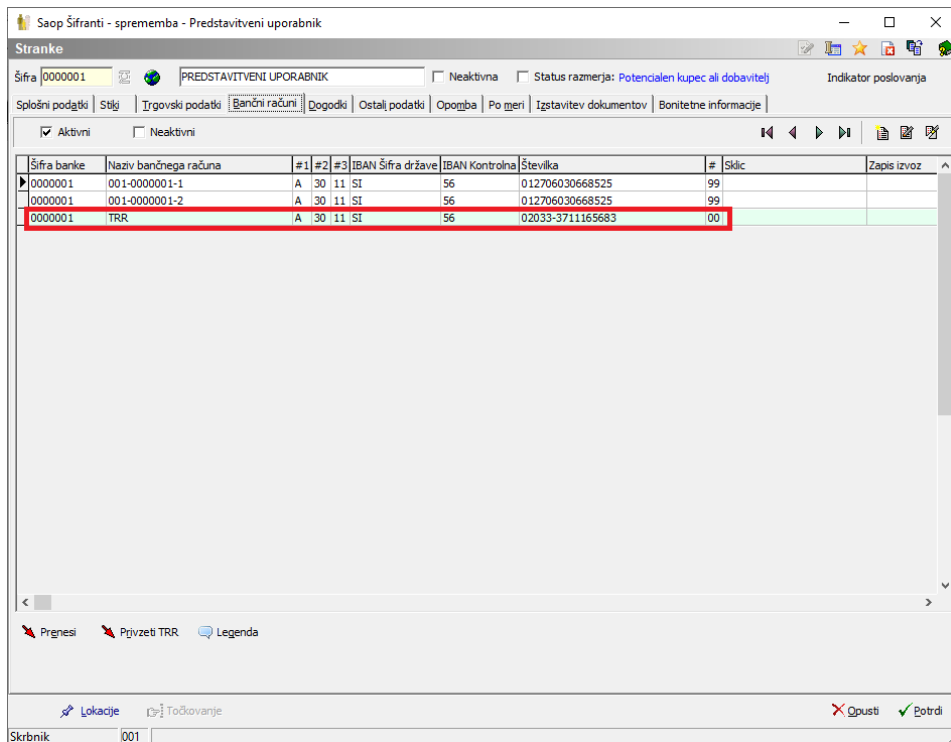 Saop Šifranti - sprememba - Predstavitveni uporabnik
Stranke
Šifra 0000001 PREDSTAVITVENI UPORABNIK Neaktivna Status razmerja: Potencialen kupec ali dobavitelj Indikator poslovanja
Splošni podatki Stiki Trgovski podatki Bančni računi Dogodki Ostali podatki Opomba Po meri Izstavitev dokumentov Bonitetne informacije
Aktivni Neaktivni
Šifra banke Naziv bančnega računa #1 #2 #3 IBAN Šifra države IBAN Kontrolna Številka # Sklic Zapis izvoz
0000001 001-0000001-1 A 30 11 SI 56 012706030668525 99
0000001 001-0000001-2 A 30 11 SI 56 012706030668525 99
0000001 TRR A 30 11 SI 56 02033-3711165683 00
Prenesi Privzeti TRR Legenda
Lokacije Točkovanje Opusti Potrdi
Skrbnik 001